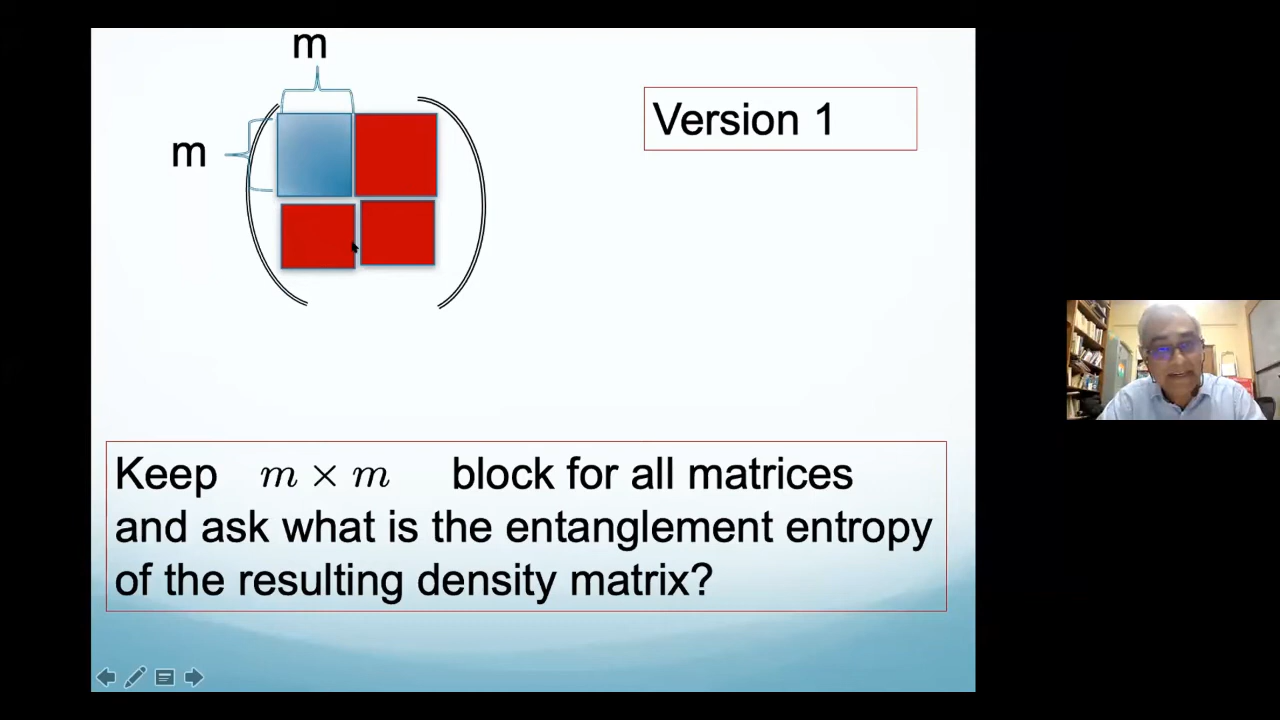 m
m
Version 1
Keep m × m block for all matrices
and ask what is the entanglement entropy
of the resulting density matrix?